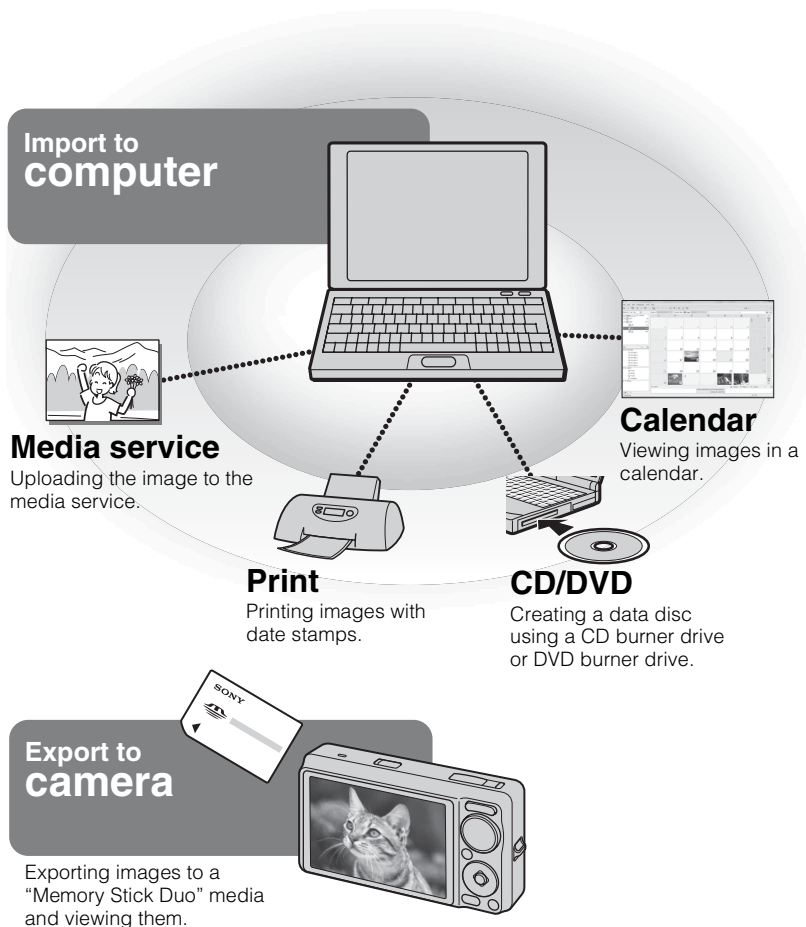 Import to
computer
Media service
Uploading the image to the
media service.
Calendar
Viewing images in a
calendar.
Print
Printing images with
date stamps.
CD/DVD
Creating a data disc
using a CD burner drive
or DVD burner drive.
SONY
Export to
camera
Exporting images to a
“Memory Stick Duo” media
and viewing them.